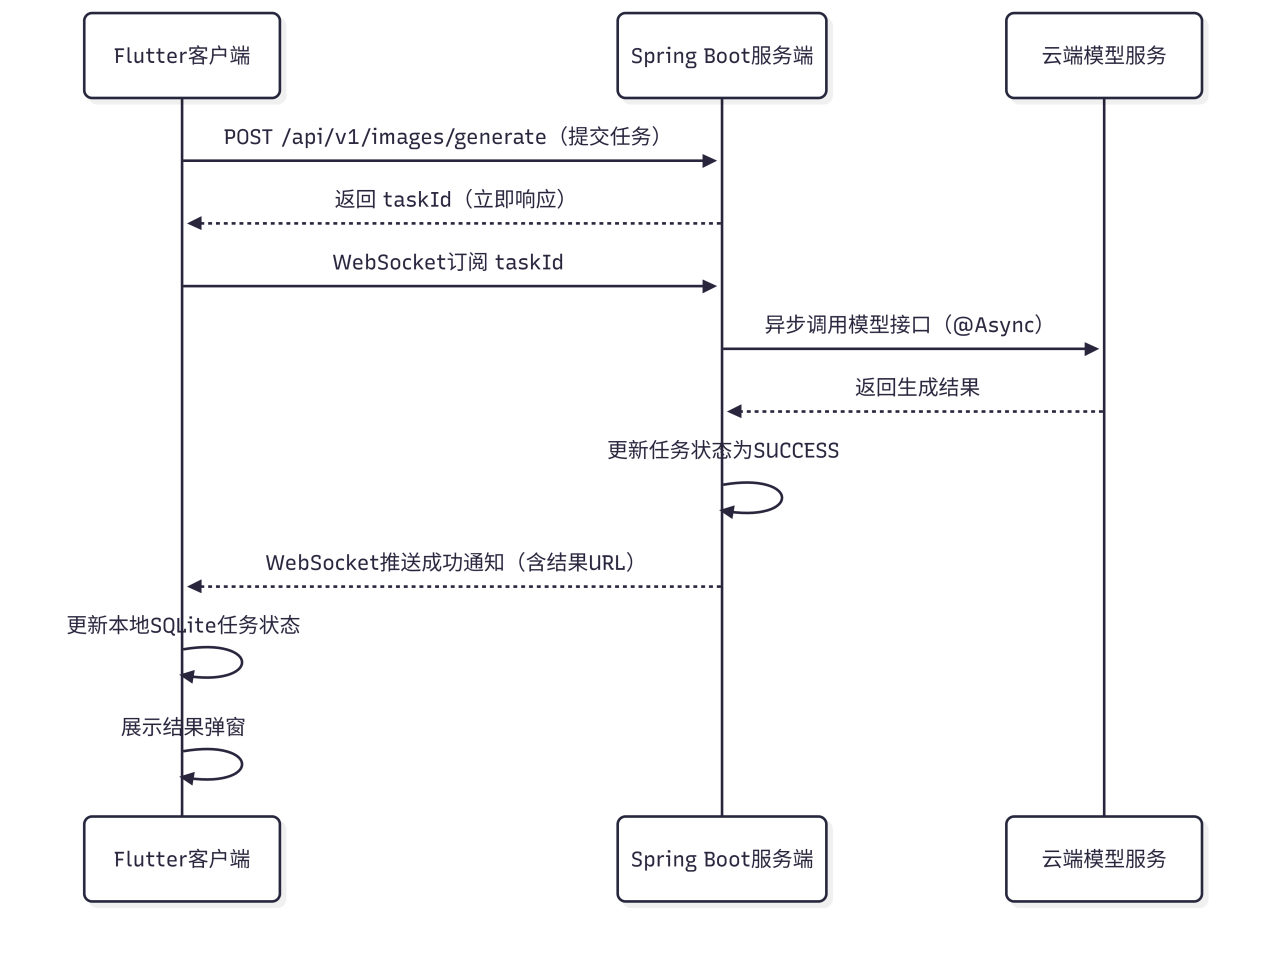 Flutter客户端
Spring Boot服务端
云端模型服务
POST /api/v1/images/generate（提交任务）
返回 taskId（立即响应）
WebSocket订阅 taskId
异步调用模型接口（@Async）
返回生成结果
更新任务状态为SUCCESS
WebSocket推送成功通知（含结果URL）
更新本地SQLite任务状态
展示结果弹窗
Flutter客户端
Spring Boot服务端
云端模型服务